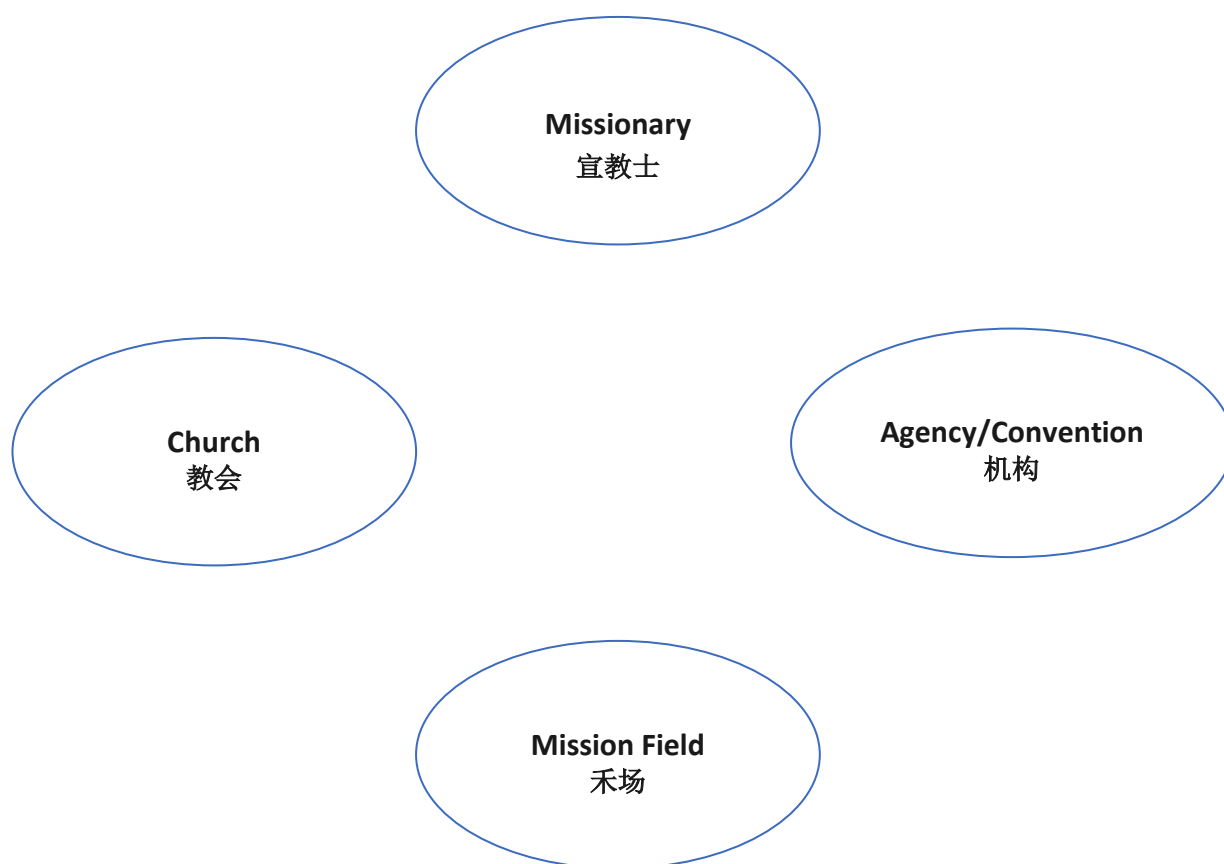 Missionary
宣教士
Church
教会
Agency/Convention
机构
Mission Field
禾场